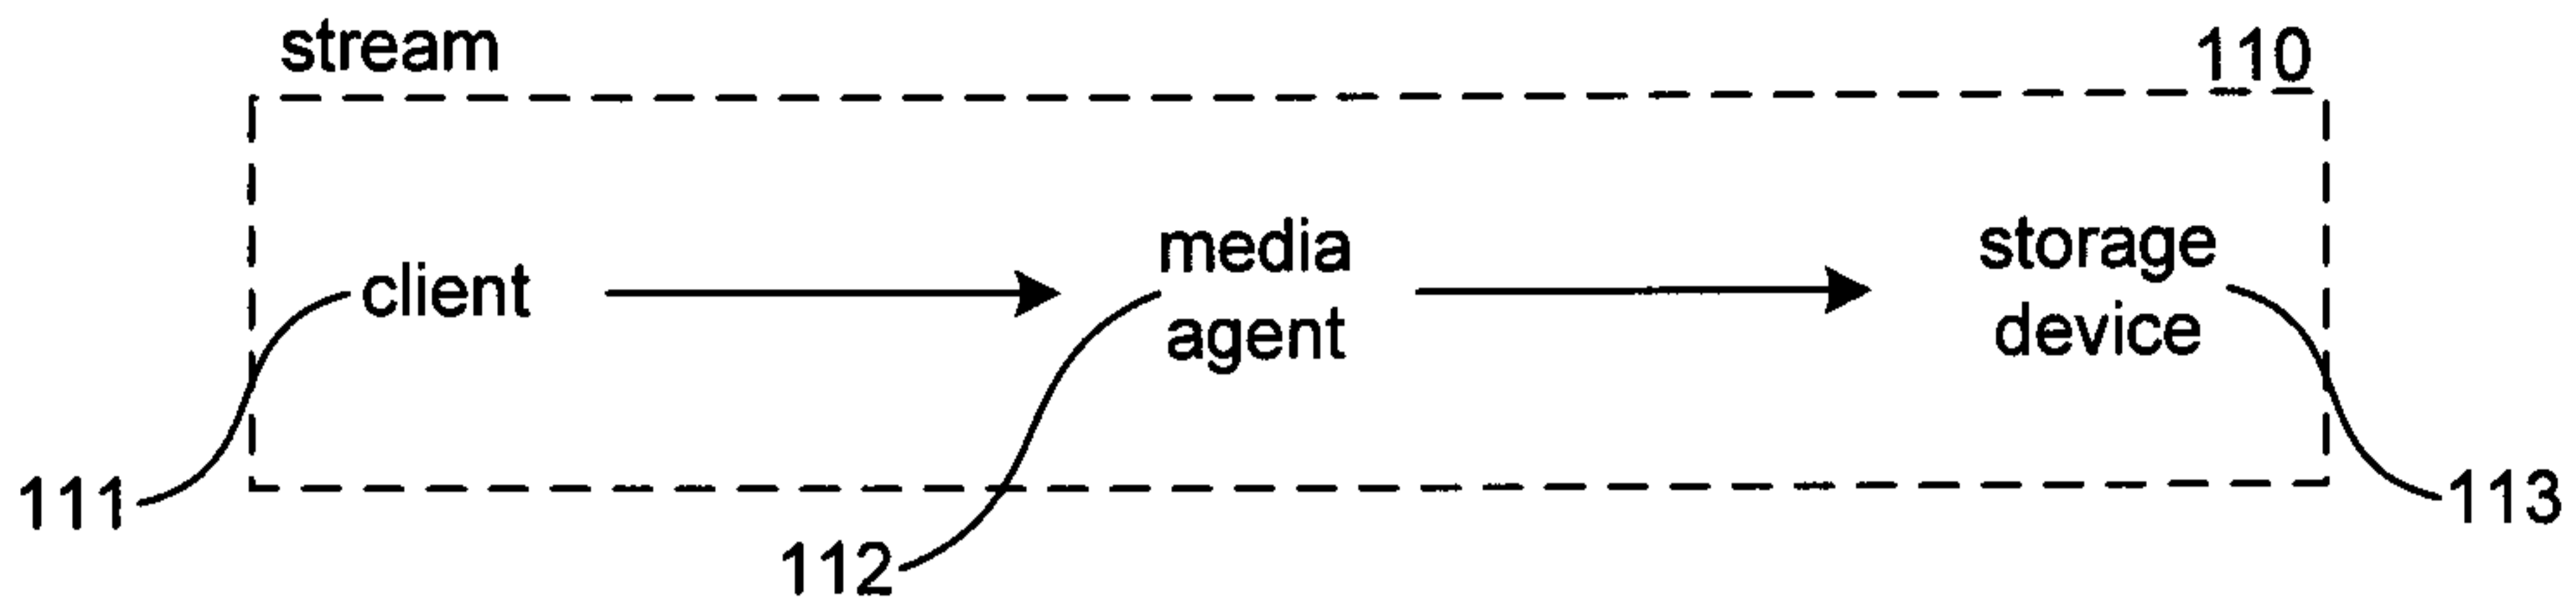 stream
110
client
media
agent
storage
device
111
112
113